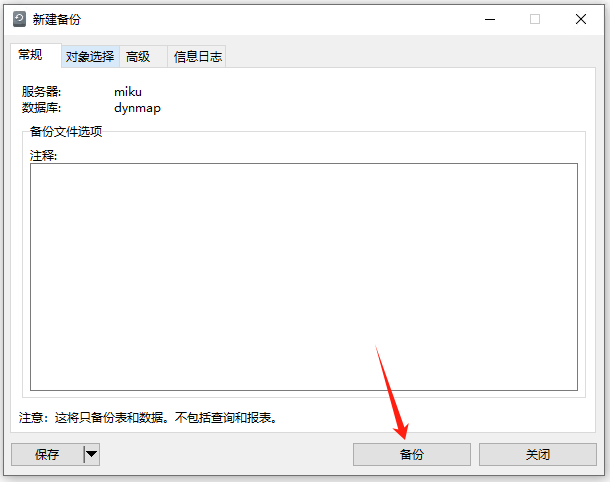 新建备份
常规 对象选择 高级 信息日志
服务器: miku
数据库: dynmap
备份文件选项
注释:
注意：这将只备份表和数据。不包括查询和报表。
保存 备份 关闭